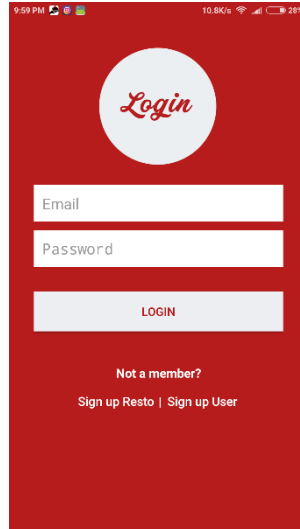 9:59 PM 10.8K/s 28%
Login
Email
Password
LOGIN
Not a member?
Sign up Resto | Sign up User